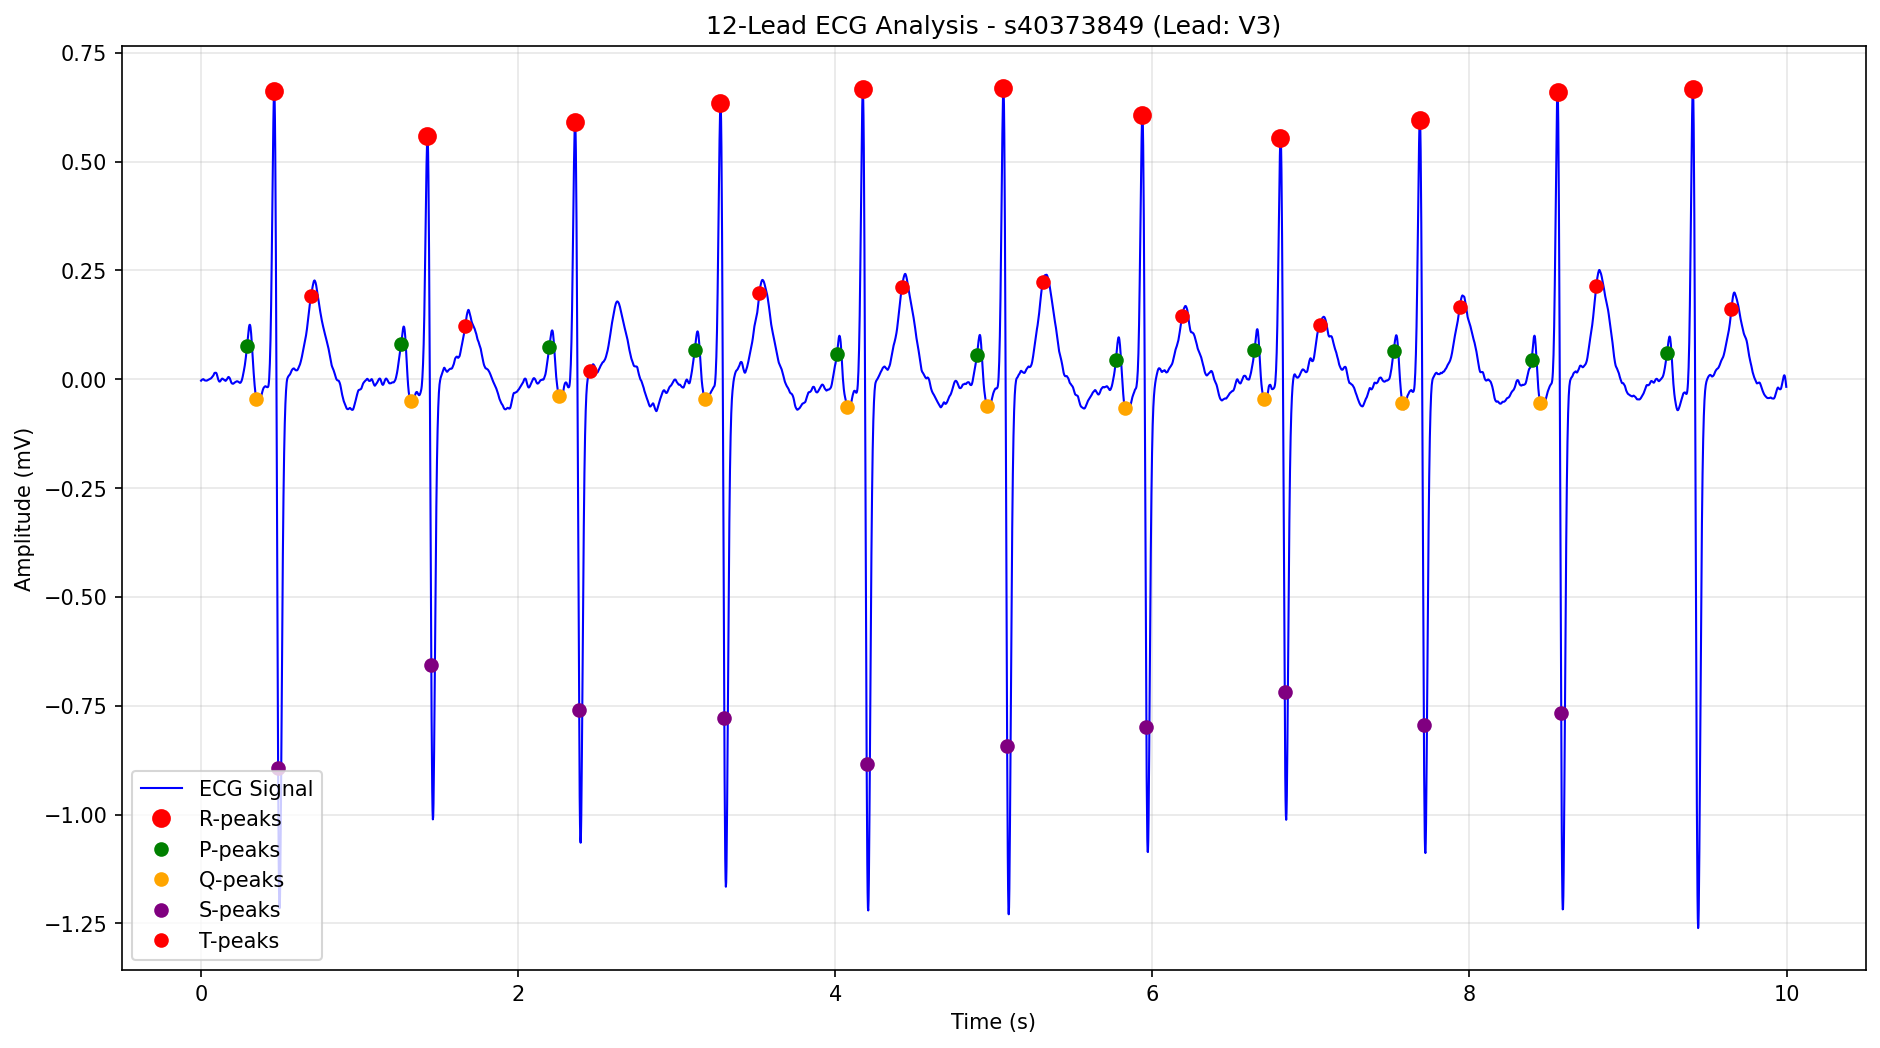 12-Lead ECG Analysis - s40373849 (Lead: V3)
0.75
0.50
0.25
0.00
−0.25
−0.50
−0.75
−1.00
−1.25
Amplitude (mV)
ECG Signal
R-peaks
P-peaks
Q-peaks
S-peaks
T-peaks
0 2 4 6 8 10
Time (s)